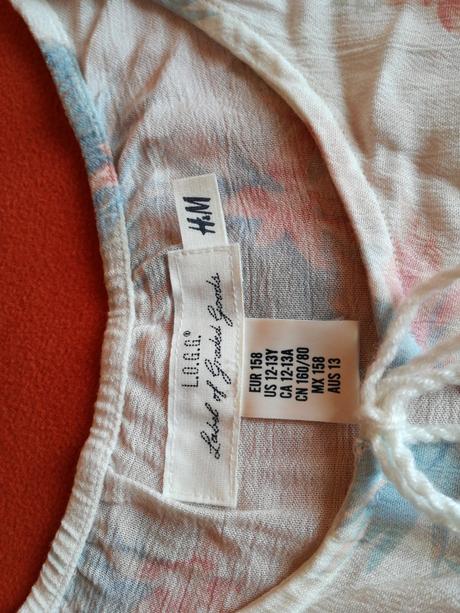 H&M
L.O.G.G.®
Label of Graded Goods
EUR 158
US 12-13Y
CA 12-13A
CN 160/80
MX 158
AUS 13